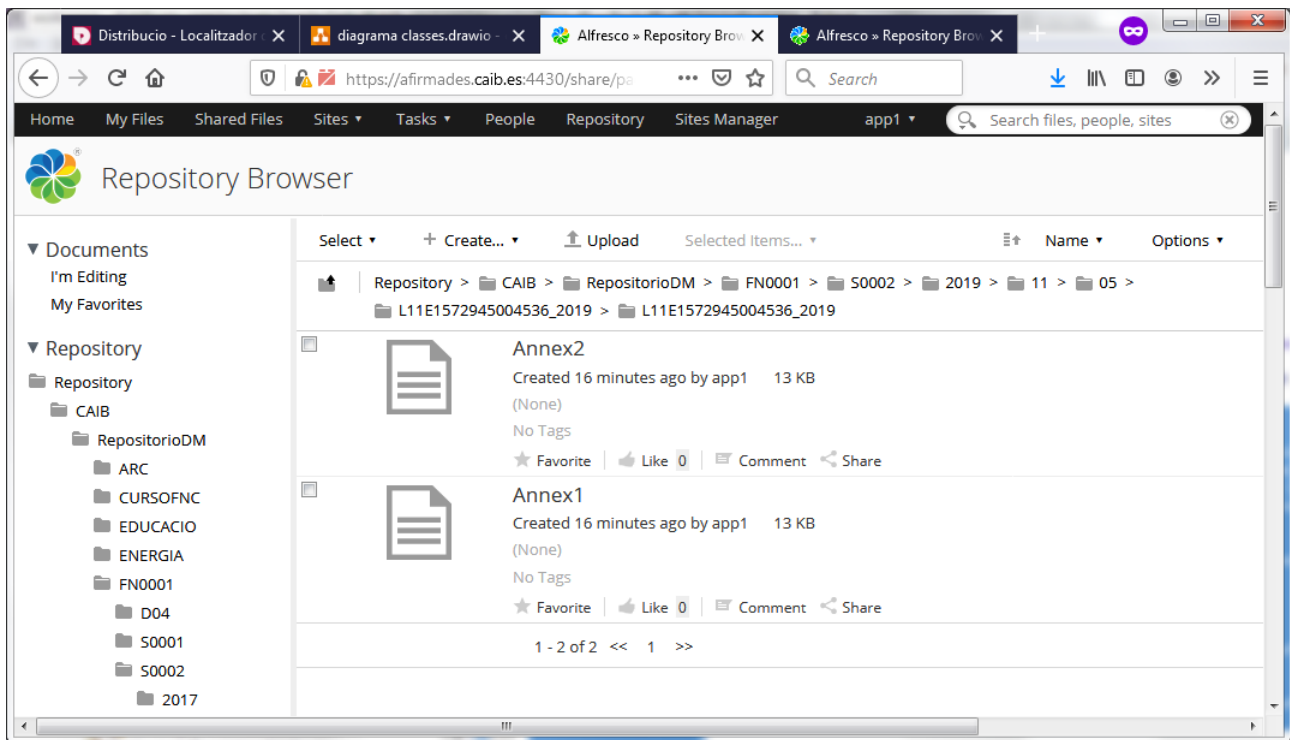 Distribucio - Localitzador d
diagrama classes.drawio -
Alfresco » Repository Brow
Alfresco » Repository Brow
https://afirmades.caib.es:4430/share/pa
Search
Home My Files Shared Files Sites Tasks People Repository Sites Manager app1 Search files, people, sites
Repository Browser
Documents
I'm Editing
My Favorites
Repository
Repository
CAIB
RepositorioDM
ARC
CURSOFNC
EDUCACIO
ENERGIA
FN0001
D04
S0001
S0002
2017
Select + Create... Upload Selected Items... Name Options
Repository > CAIB > RepositorioDM > FN0001 > S0002 > 2019 > 11 > 05 >
L11E1572945004536_2019 > L11E1572945004536_2019
Annex2
Created 16 minutes ago by app1 13 KB
(None)
No Tags
Favorite Like 0 Comment Share
Annex1
Created 16 minutes ago by app1 13 KB
(None)
No Tags
Favorite Like 0 Comment Share
1 - 2 of 2 << 1 >>